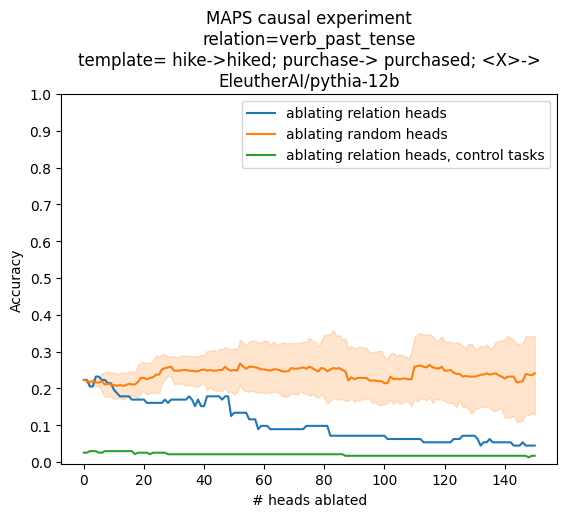 MAPS causal experiment
relation=verb_past_tense
template= hike->hiked; purchase-> purchased; <X>->
EleutherAI/pythia-12b
ablating relation heads
ablating random heads
ablating relation heads, control tasks
Accuracy
1.0
0.9
0.8
0.7
0.6
0.5
0.4
0.3
0.2
0.1
0.0
0 20 40 60 80 100 120 140
# heads ablated